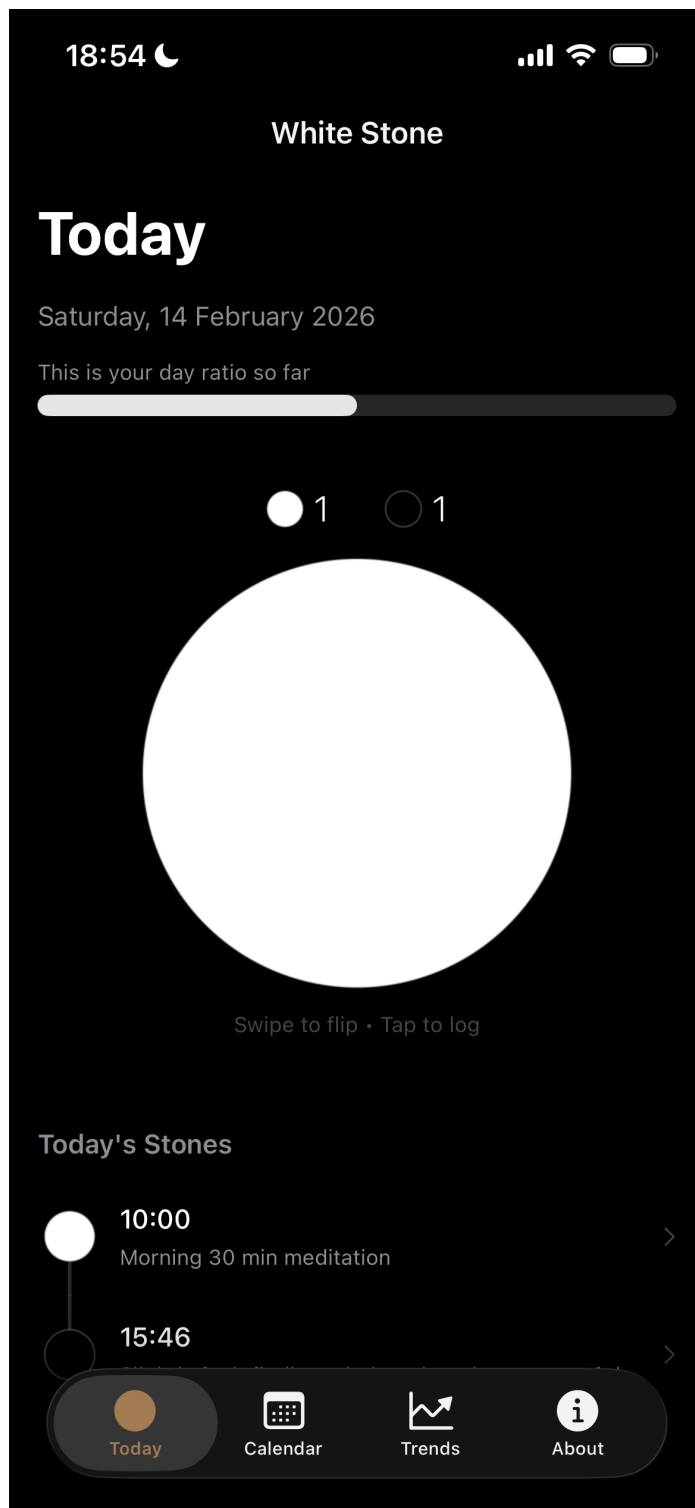 18:54
White Stone
Today
Saturday, 14 February 2026
This is your day ratio so far
1 1
Swipe to flip • Tap to log
Today's Stones
10:00
Morning 30 min meditation
15:46
Today Calendar Trends About